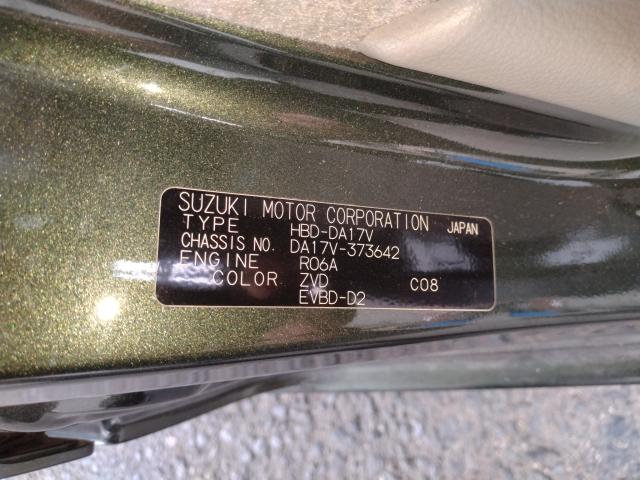 SUZUKI MOTOR CORPORATION JAPAN
TYPE HBD-DA17V
CHASSIS NO. DA17V-373642
ENGINE R06A
COLOR ZVD C08
EVBD-D2